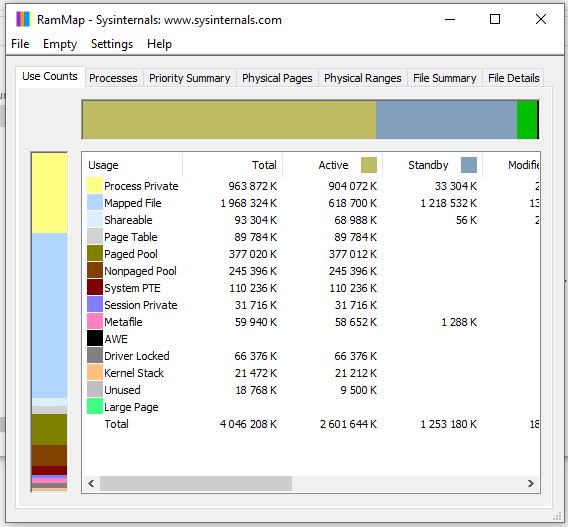 RamMap - Sysinternals: www.sysinternals.com
File Empty Settings Help
Use Counts Processes Priority Summary Physical Pages Physical Ranges File Summary File Details
Usage Total Active Standby
Process Private 963 872 K 904 072 K 33 304 K 2
Mapped File 1 968 324 K 618 700 K 1 218 532 K 13
Shareable 93 304 K 68 988 K 56 K 2
Page Table 89 784 K 89 784 K
Paged Pool 377 020 K 377 012 K
Nonpaged Pool 245 396 K 245 396 K
System PTE 110 236 K 110 236 K
Session Private 31 716 K 31 716 K
Metafile 59 940 K 58 652 K 1 288 K
AWE
Driver Locked 66 376 K 66 376 K
Kernel Stack 21 472 K 21 212 K
Unused 18 768 K 9 500 K
Large Page
Total 4 046 208 K 2 601 644 K 1 253 180 K 18